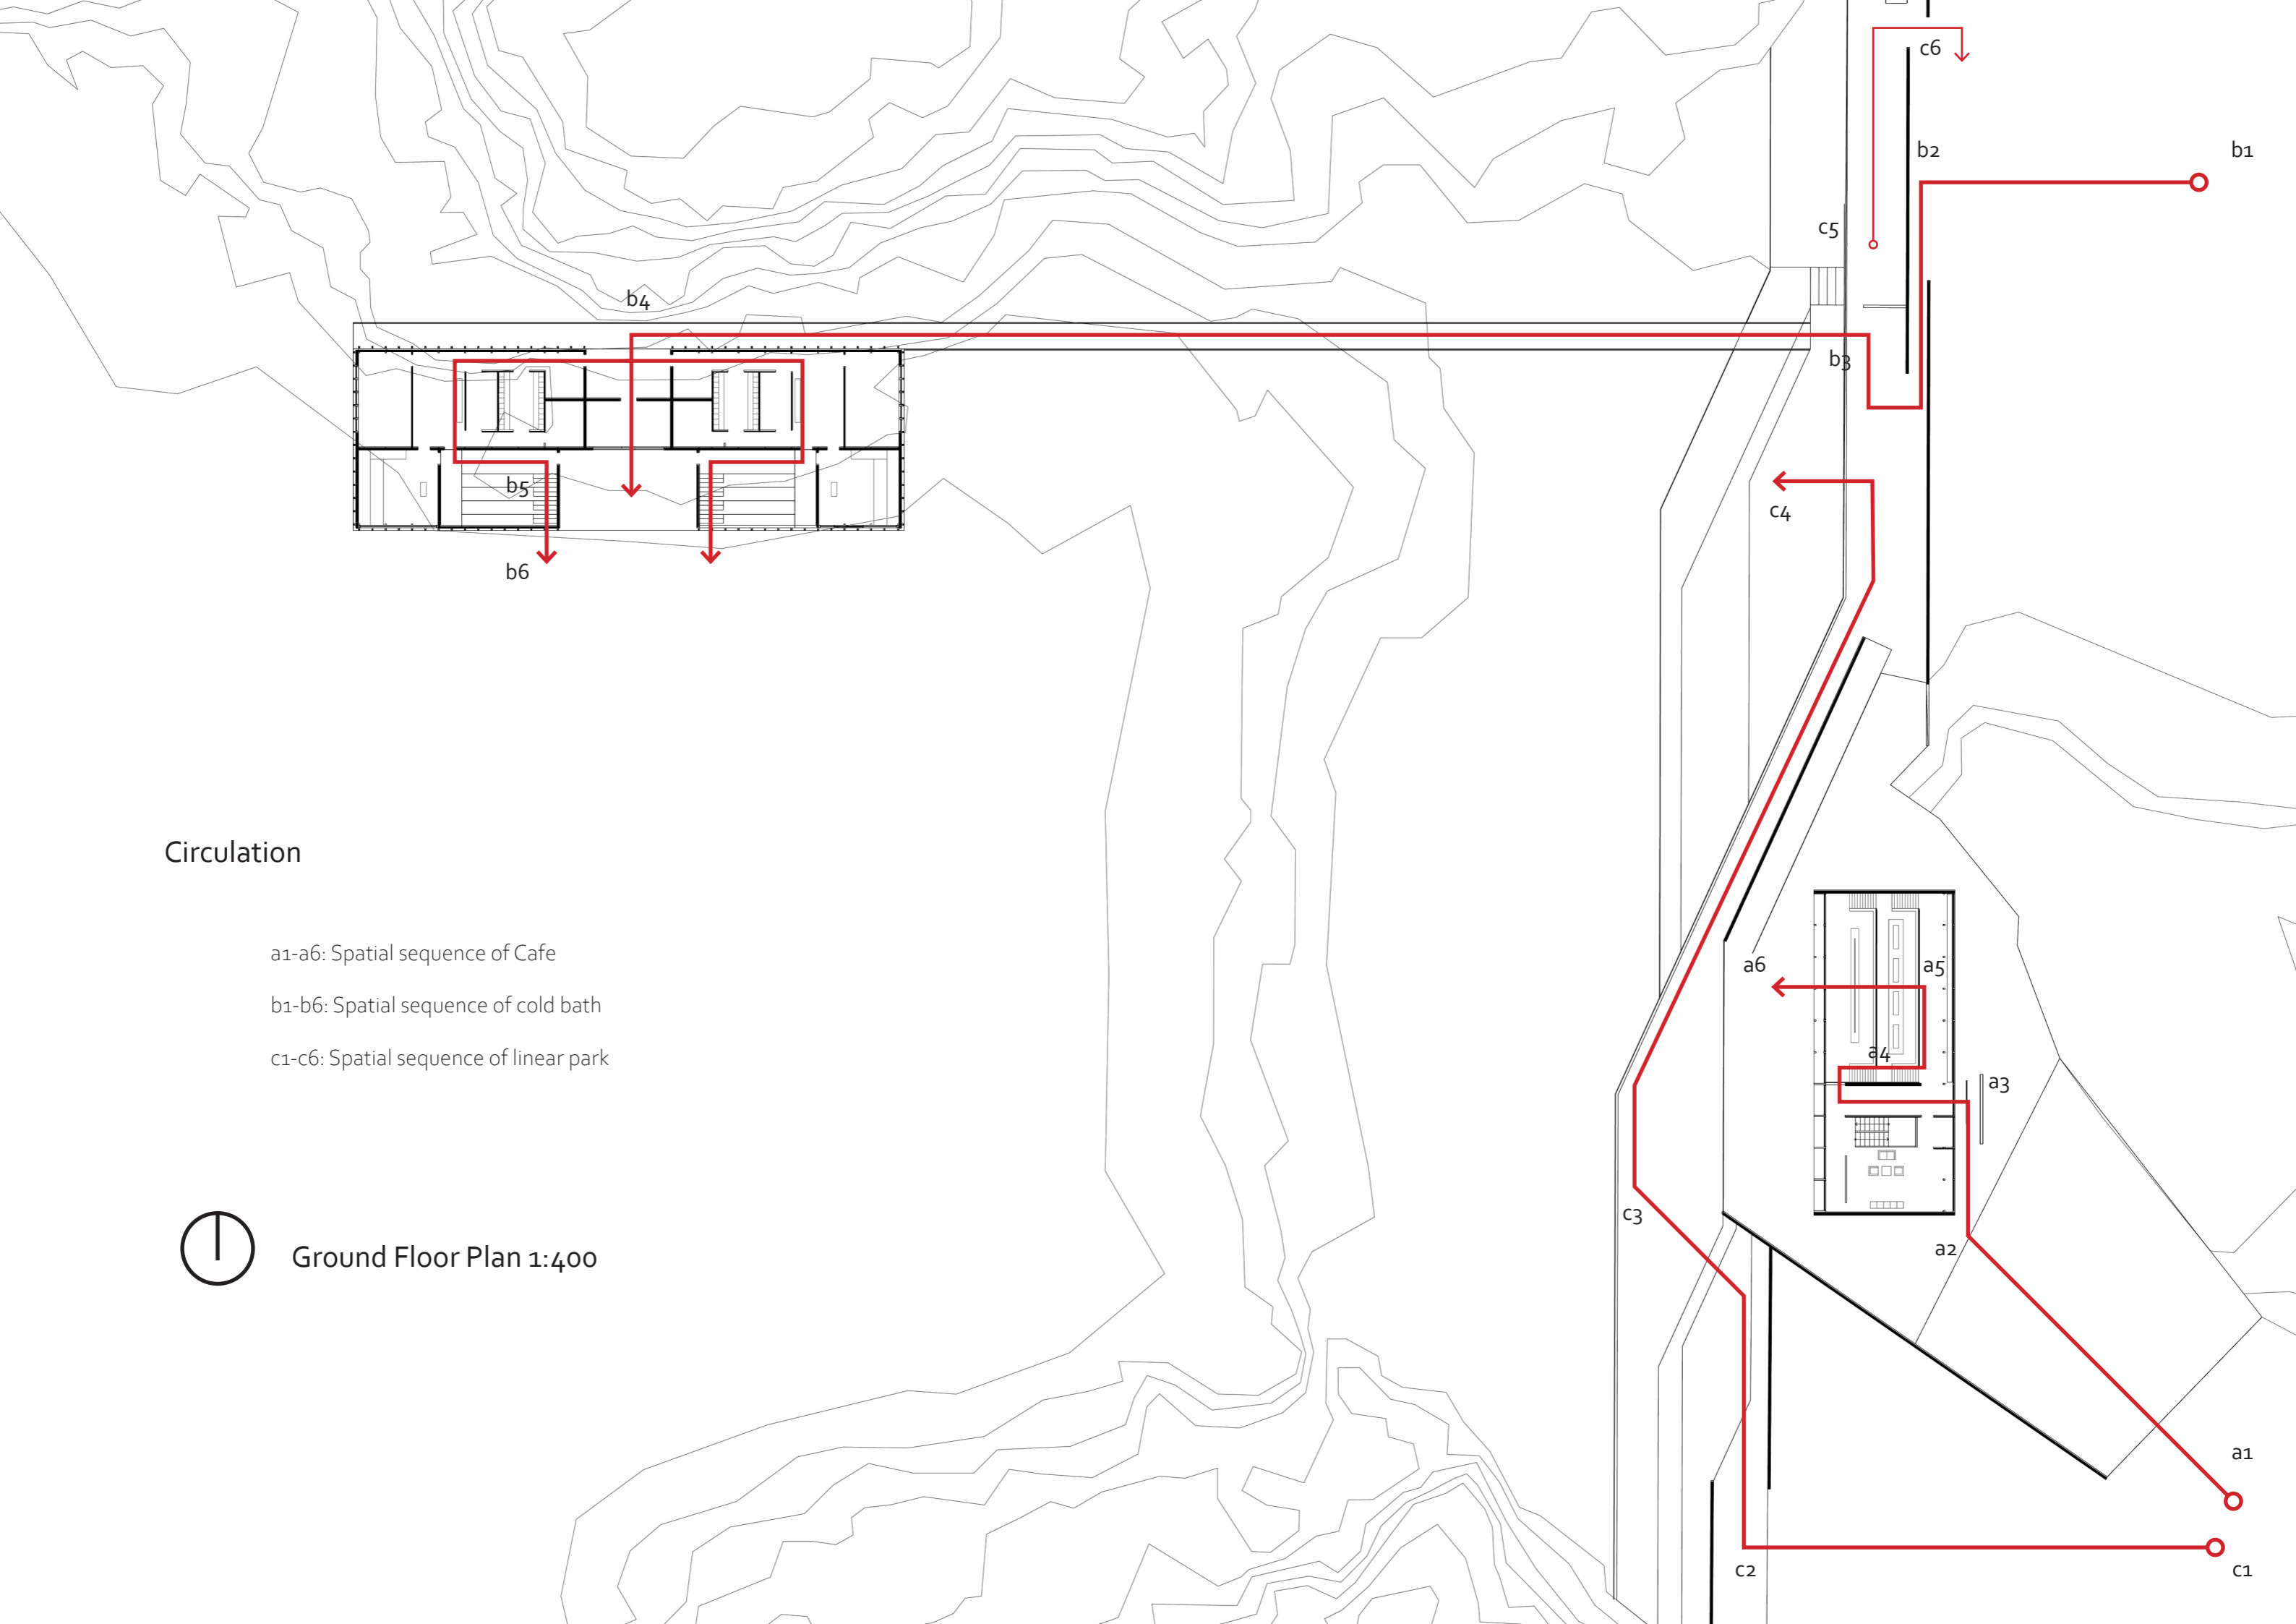 c6
b2
b1
c5
b4
b3
b5
c4
b6
Circulation
a1-a6: Spatial sequence of Cafe
b1-b6: Spatial sequence of cold bath
c1-c6: Spatial sequence of linear park
a6
a5
a4
a3
c3
a2
Ground Floor Plan 1:400
a1
c2
c1